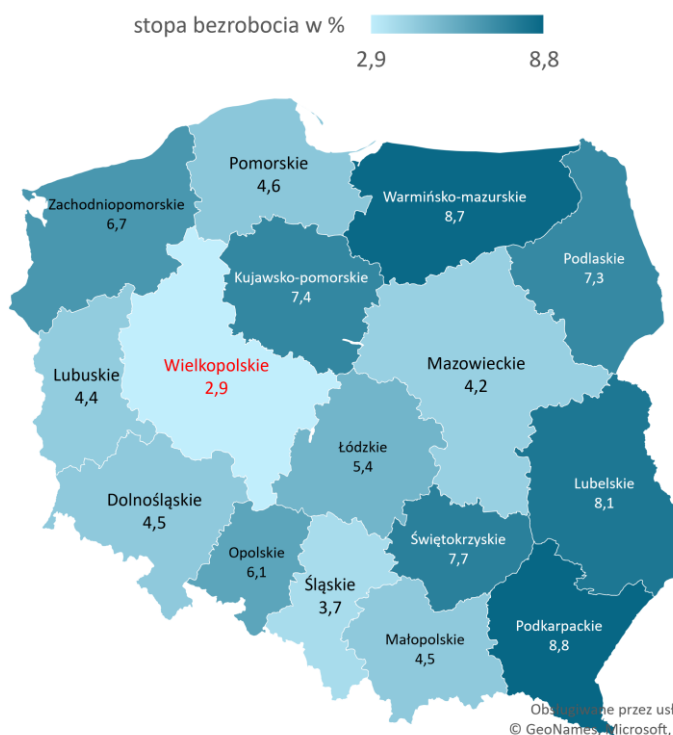 stopa bezrobocia w %
2,9
8,8
Pomorskie
4,6
Warmińsko-mazurskie
8,7
Zachodniopomorskie
6,7
Podlaskie
7,3
Kujawsko-pomorskie
7,4
Wielkopolskie
2,9
Mazowieckie
4,2
Lubuskie
4,4
Łódzkie
5,4
Lubelskie
8,1
Dolnośląskie
4,5
Świętokrzyskie
7,7
Opolskie
6,1
Śląskie
3,7
Podkarpackie
8,8
Małopolskie
4,5
Obsługiwane przez usł
© GeoNames, Microsoft,